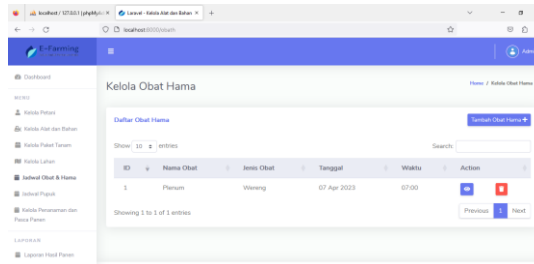 localhost / 127.0.0.1 | phpMyAd
Laravel - Kelola Alat dan Bahan
localhost:8000/obath
E-Farming
Admi
Dashboard
MENU
Kelola Petani
Kelola Alat dan Bahan
Kelola Paket Tanam
Kelola Lahan
Jadwal Obat & Hama
Jadwal Pupuk
Kelola Penanaman dan
Pasca Panen
LAPORAN
Laporan Hasil Panen
Kelola Obat Hama
Home / Kelola Obat Hama
Daftar Obat Hama
Tambah Obat Hama +
Show 10 entries
Search:
ID Nama Obat Jenis Obat Tanggal Waktu Action
1 Plenum Wereng 07 Apr 2023 07:00
Showing 1 to 1 of 1 entries
Previous 1 Next